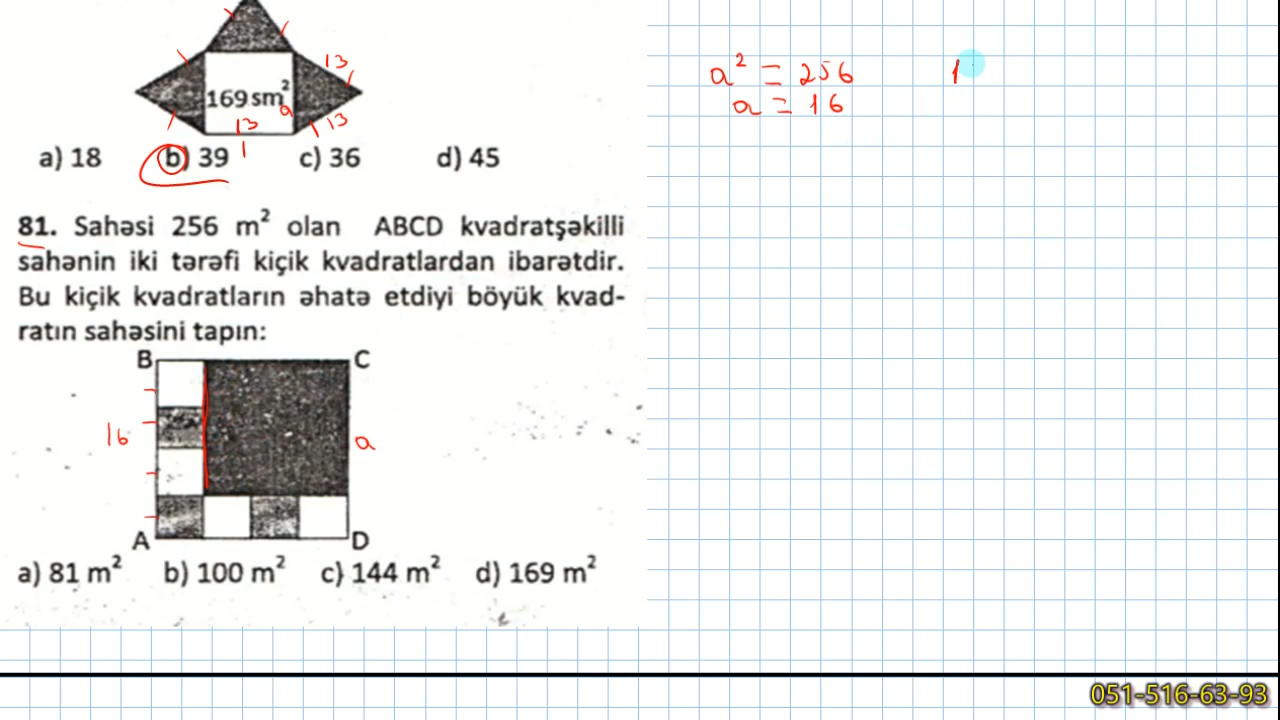 13
169 sm²
a
13
13
1
a) 18 b) 39 c) 36 d) 45
81. Sahəsi 256 m² olan ABCD kvadratşəkilli
sahənin iki tərəfi kiçik kvadratlardan ibarətdir.
Bu kiçik kvadratların əhatə etdiyi böyük kvad-
ratın sahəsini tapın:
B C
16 a
A D
a) 81 m² b) 100 m² c) 144 m² d) 169 m²
a² = 256 1
a = 16
051-516-63-93